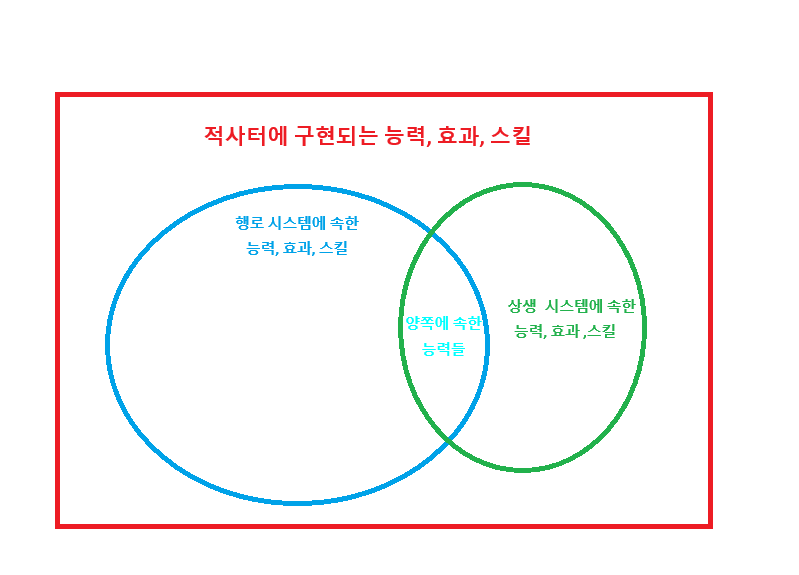 적사터에 구현되는 능력, 효과, 스킬
행로 시스템에 속한
능력, 효과, 스킬
양쪽에 속한
능력들
상생 시스템에 속한
능력, 효과 ,스킬